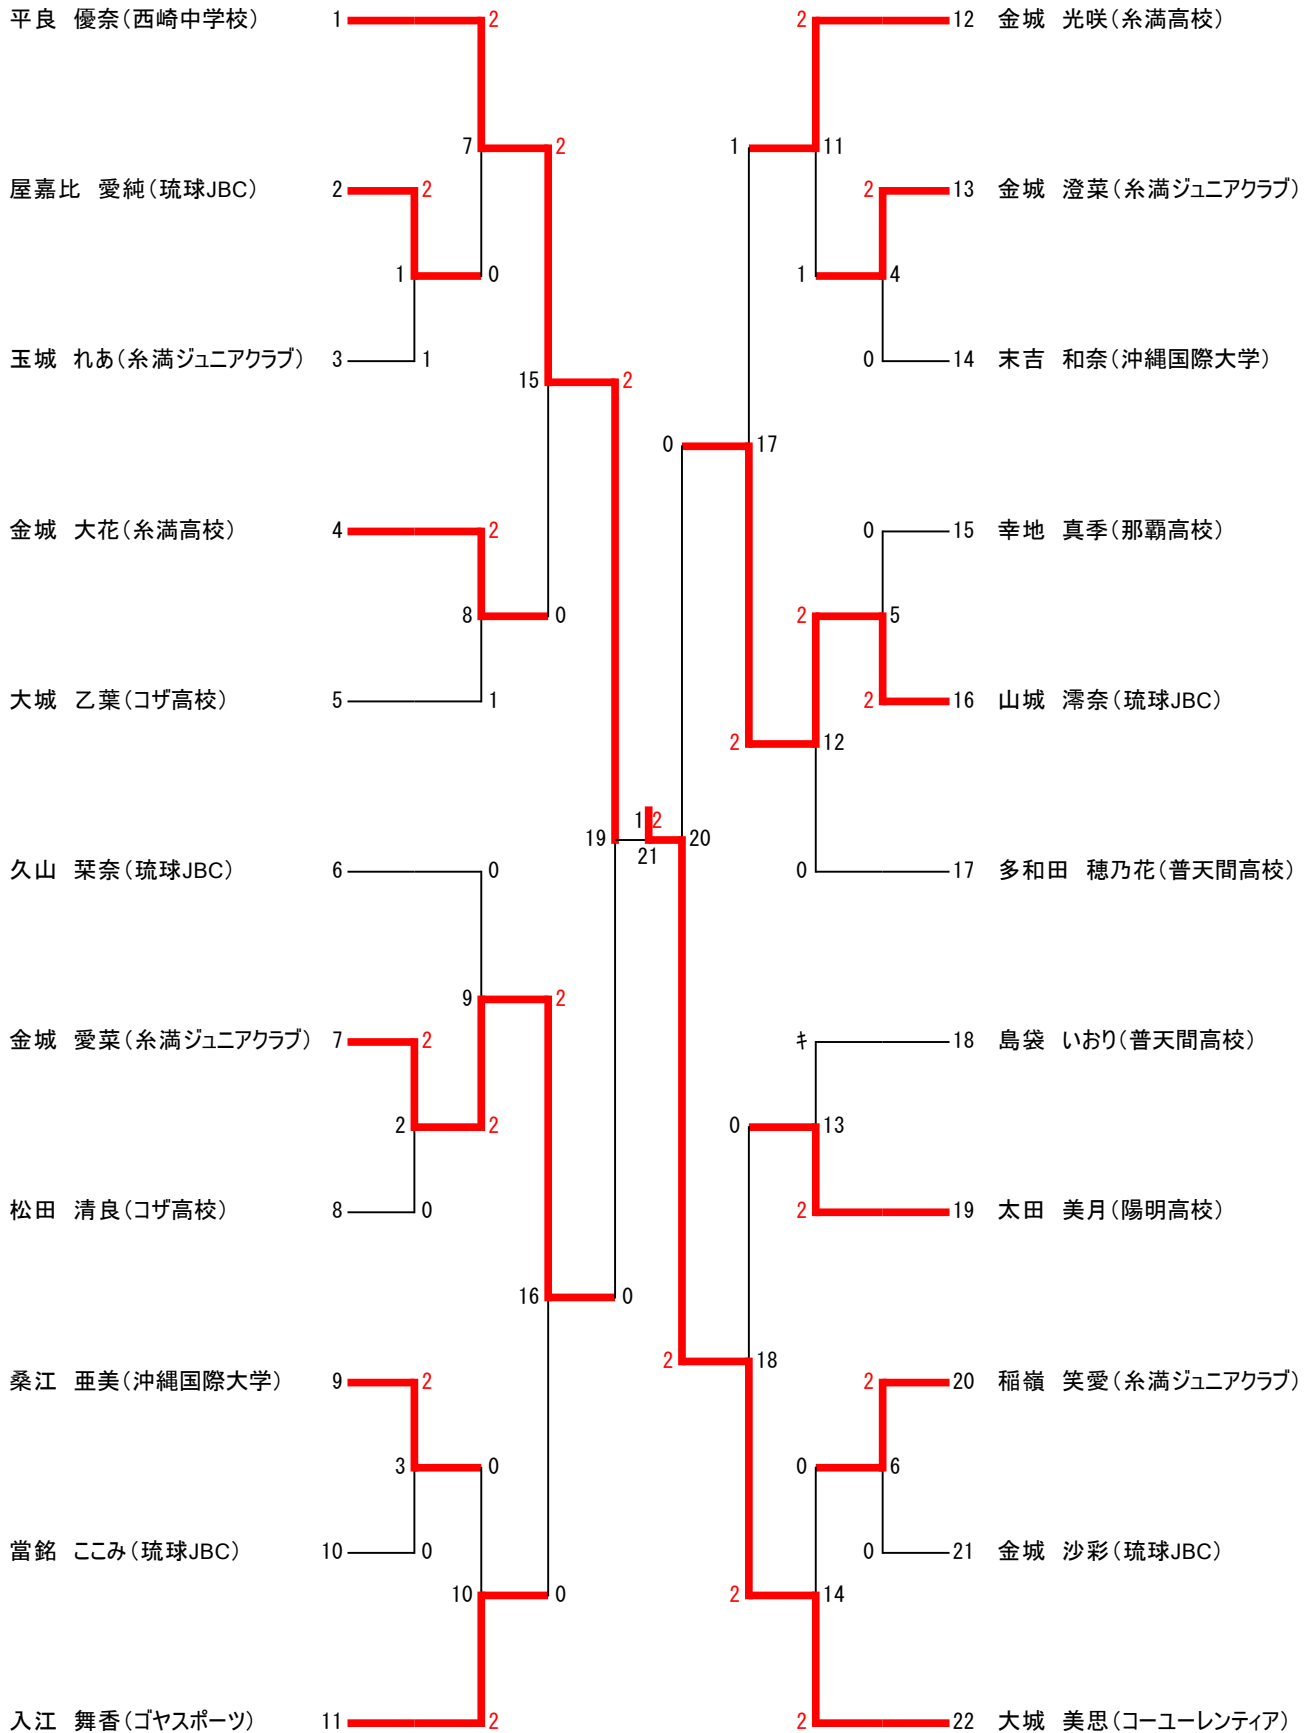 平良　優奈(西崎中学校) 1 2 2 12 金城　光咲(糸満高校)
7 2 1 11
屋嘉比　愛純(琉球JBC) 2 2 2 13 金城　澄菜(糸満ジュニアクラブ)
1 0 1 4
玉城　れあ(糸満ジュニアクラブ) 3 1 0 14 末吉　和奈(沖縄国際大学)
15 2
0 17
金城　大花(糸満高校) 4 2 0 15 幸地　真季(那覇高校)
8 0 2 5
大城　乙葉(コザ高校) 5 1 2 16 山城　澪奈(琉球JBC)
2 12
1 2
19 21 20
久山　栞奈(琉球JBC) 6 0 0 17 多和田　穂乃花(普天間高校)
9 2
金城　愛菜(糸満ジュニアクラブ) 7 2 キ 18 島袋　いおり(普天間高校)
2 2 0 13
松田　清良(コザ高校) 8 0 2 19 太田　美月(陽明高校)
16 0
2 18
桑江　亜美(沖縄国際大学) 9 2 2 20 稲嶺　笑愛(糸満ジュニアクラブ)
3 0 0 6
當銘　ここみ(琉球JBC) 10 0 0 21 金城　沙彩(琉球JBC)
10 0 2 14
入江　舞香(ゴヤスポーツ) 11 2 2 22 大城　美思(コーユーレンティア)